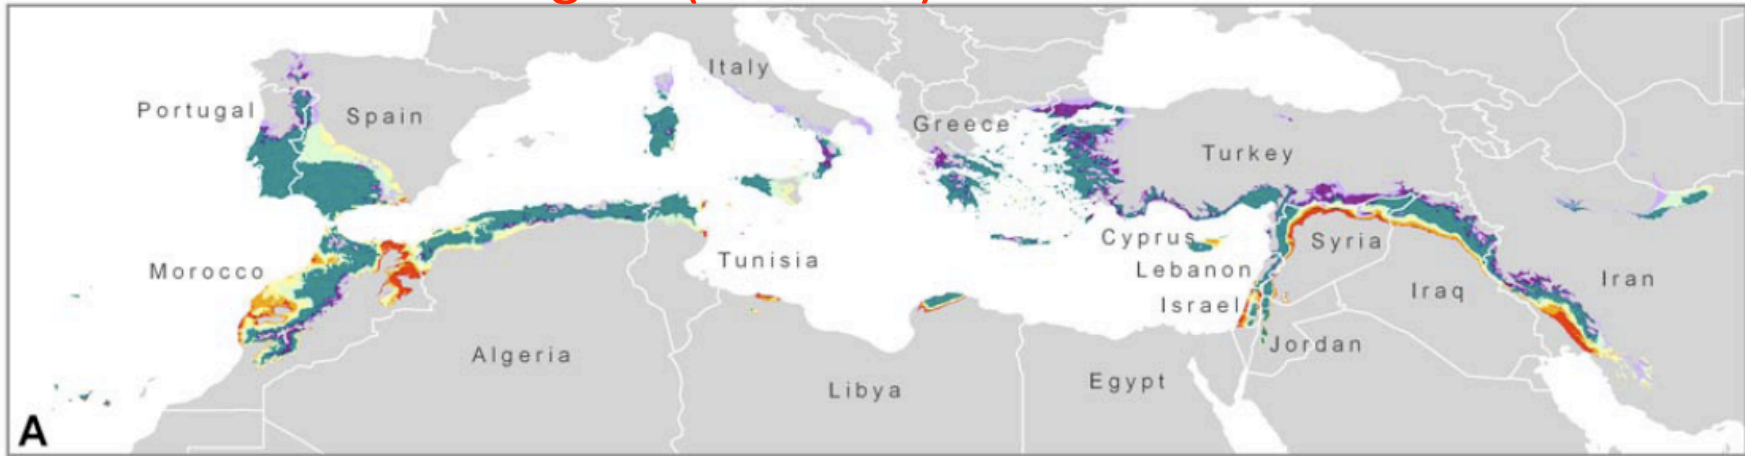 Italy
Portugal
Spain
Greece
Turkey
Cyprus
Syria
Morocco
Tunisia
Lebanon
Iran
Iraq
Israel
Jordan
Algeria
Egypt
Libya
A